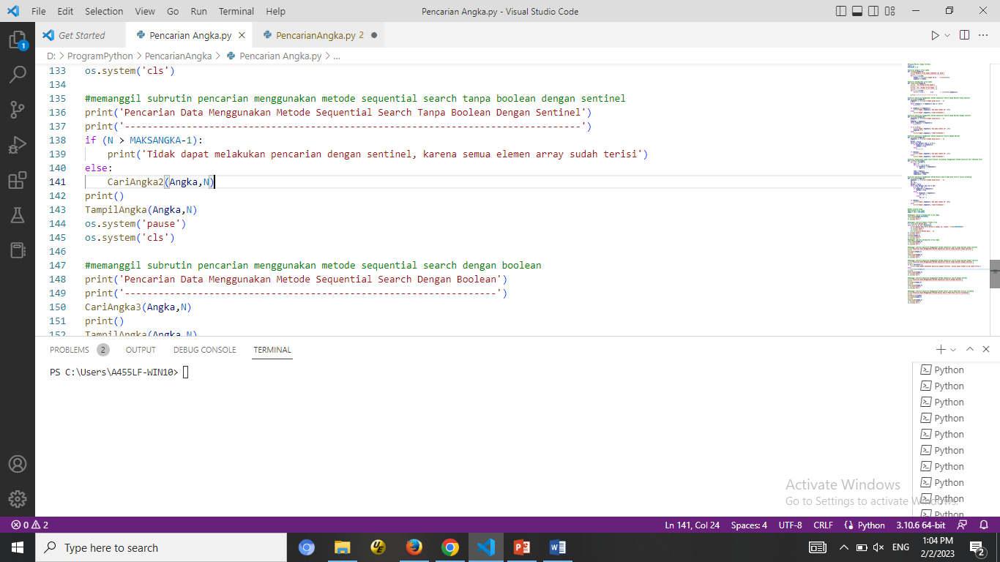 File Edit Selection View Go Run Terminal Help Pencarian Angka.py - Visual Studio Code
Get Started Pencarian Angka.py PencarianAngka.py 2
D: > ProgramPython > PencarianAngka > Pencarian Angka.py > ...
1
133 os.system('cls')
134
135 #memanggil subrutin pencarian menggunakan metode sequential search tanpa boolean dengan sentinel
136 print('Pencarian Data Menggunakan Metode Sequential Search Tanpa Boolean Dengan Sentinel')
137 print('---------------------------------------------------------------------------------')
138 if (N > MAKSANGKA-1):
139 print('Tidak dapat melakukan pencarian dengan sentinel, karena semua elemen array sudah terisi')
140 else:
141 CariAngka2(Angka,N)
142 print()
143 TampilAngka(Angka,N)
144 os.system('pause')
145 os.system('cls')
146
147 #memanggil subrutin pencarian menggunakan metode sequential search dengan boolean
148 print('Pencarian Data Menggunakan Metode Sequential Search Dengan Boolean')
149 print('------------------------------------------------------------------')
150 CariAngka3(Angka,N)
151 print()
152 TampilAngka(Angka,N)
PROBLEMS 2 OUTPUT DEBUG CONSOLE TERMINAL
PS C:\Users\A455LF-WIN10>
Python
Python
Python
Python
Python
Python
Python
Python
Python
Python
Activate Windows
Go to Settings to activate Windows.
0 2 Ln 141, Col 24 Spaces: 4 UTF-8 CRLF Python 3.10.6 64-bit
Type here to search
ENG
1:04 PM
2/2/2023
2